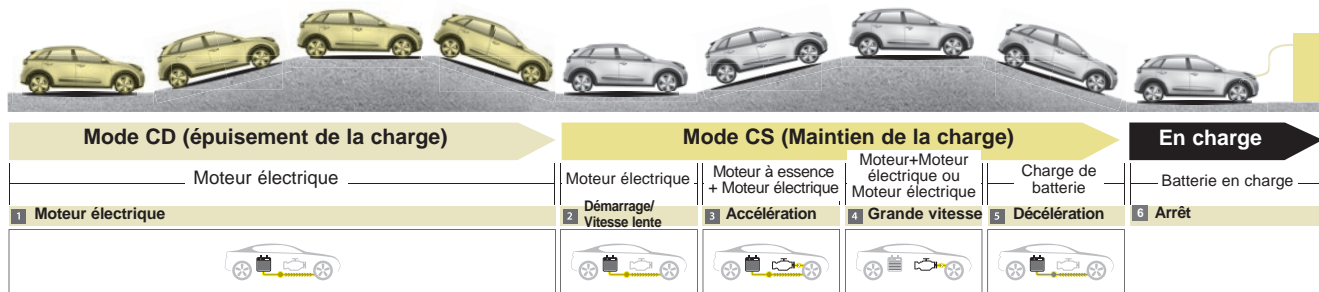 Mode CD (épuisement de la charge)
Mode CS (Maintien de la charge)
En charge
Moteur électrique
Moteur électrique
Moteur à essence
+ Moteur électrique
Moteur+Moteur
électrique ou
Moteur électrique
Charge de
batterie
Batterie en charge
1 Moteur électrique
2 Démarrage/
Vitesse lente
3 Accélération
4 Grande vitesse
5 Décélération
6 Arrêt